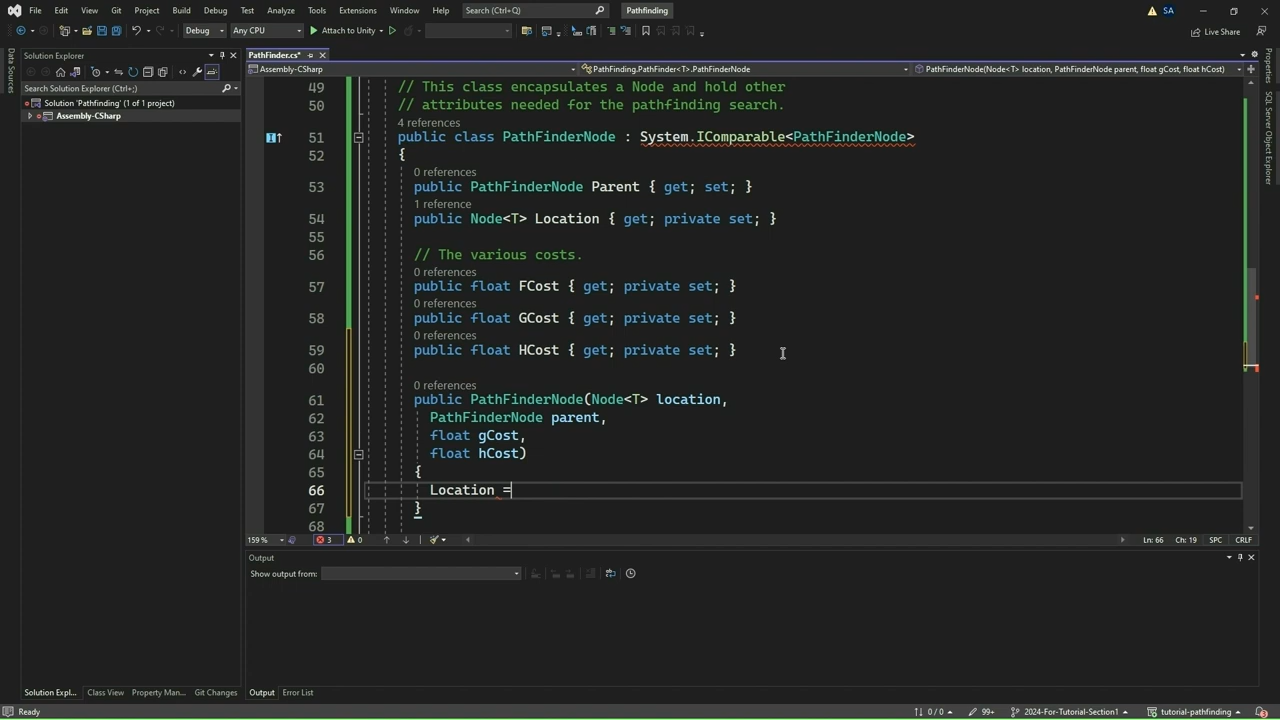 File Edit View Git Project Build Debug Test Analyze Tools Extensions Window Help Search (Ctrl+Q) Pathfinding SA
Debug Any CPU Attach to Unity Live Share
Data Sources
Solution Explorer
Search Solution Explorer (Ctrl+;)
Solution 'Pathfinding' (1 of 1 project)
Assembly-CSharp
PathFinder.cs*
Assembly-CSharp PathFinding.PathFinder<T>.PathFinderNode PathFinderNode(Node<T> location, PathFinderNode parent, float gCost, float hCost)
49 // This class encapsulates a Node and hold other
50 // attributes needed for the pathfinding search.
4 references
51 public class PathFinderNode : System.IComparable<PathFinderNode>
52 {
0 references
53 public PathFinderNode Parent { get; set; }
1 reference
54 public Node<T> Location { get; private set; }
55
56 // The various costs.
0 references
57 public float FCost { get; private set; }
0 references
58 public float GCost { get; private set; }
0 references
59 public float HCost { get; private set; }
60
0 references
61 public PathFinderNode(Node<T> location,
62 PathFinderNode parent,
63 float gCost,
64 float hCost)
65 {
66 Location =
67 }
68
159 % 3 0 Ln: 66 Ch: 19 SPC CRLF
Output
Show output from:
Properties
SQL Server Object Explorer
Solution Expl... Class View Property Man... Git Changes Output Error List
Ready 0 / 0 99+ 2024-For-Tutorial-Section1 tutorial-pathfinding